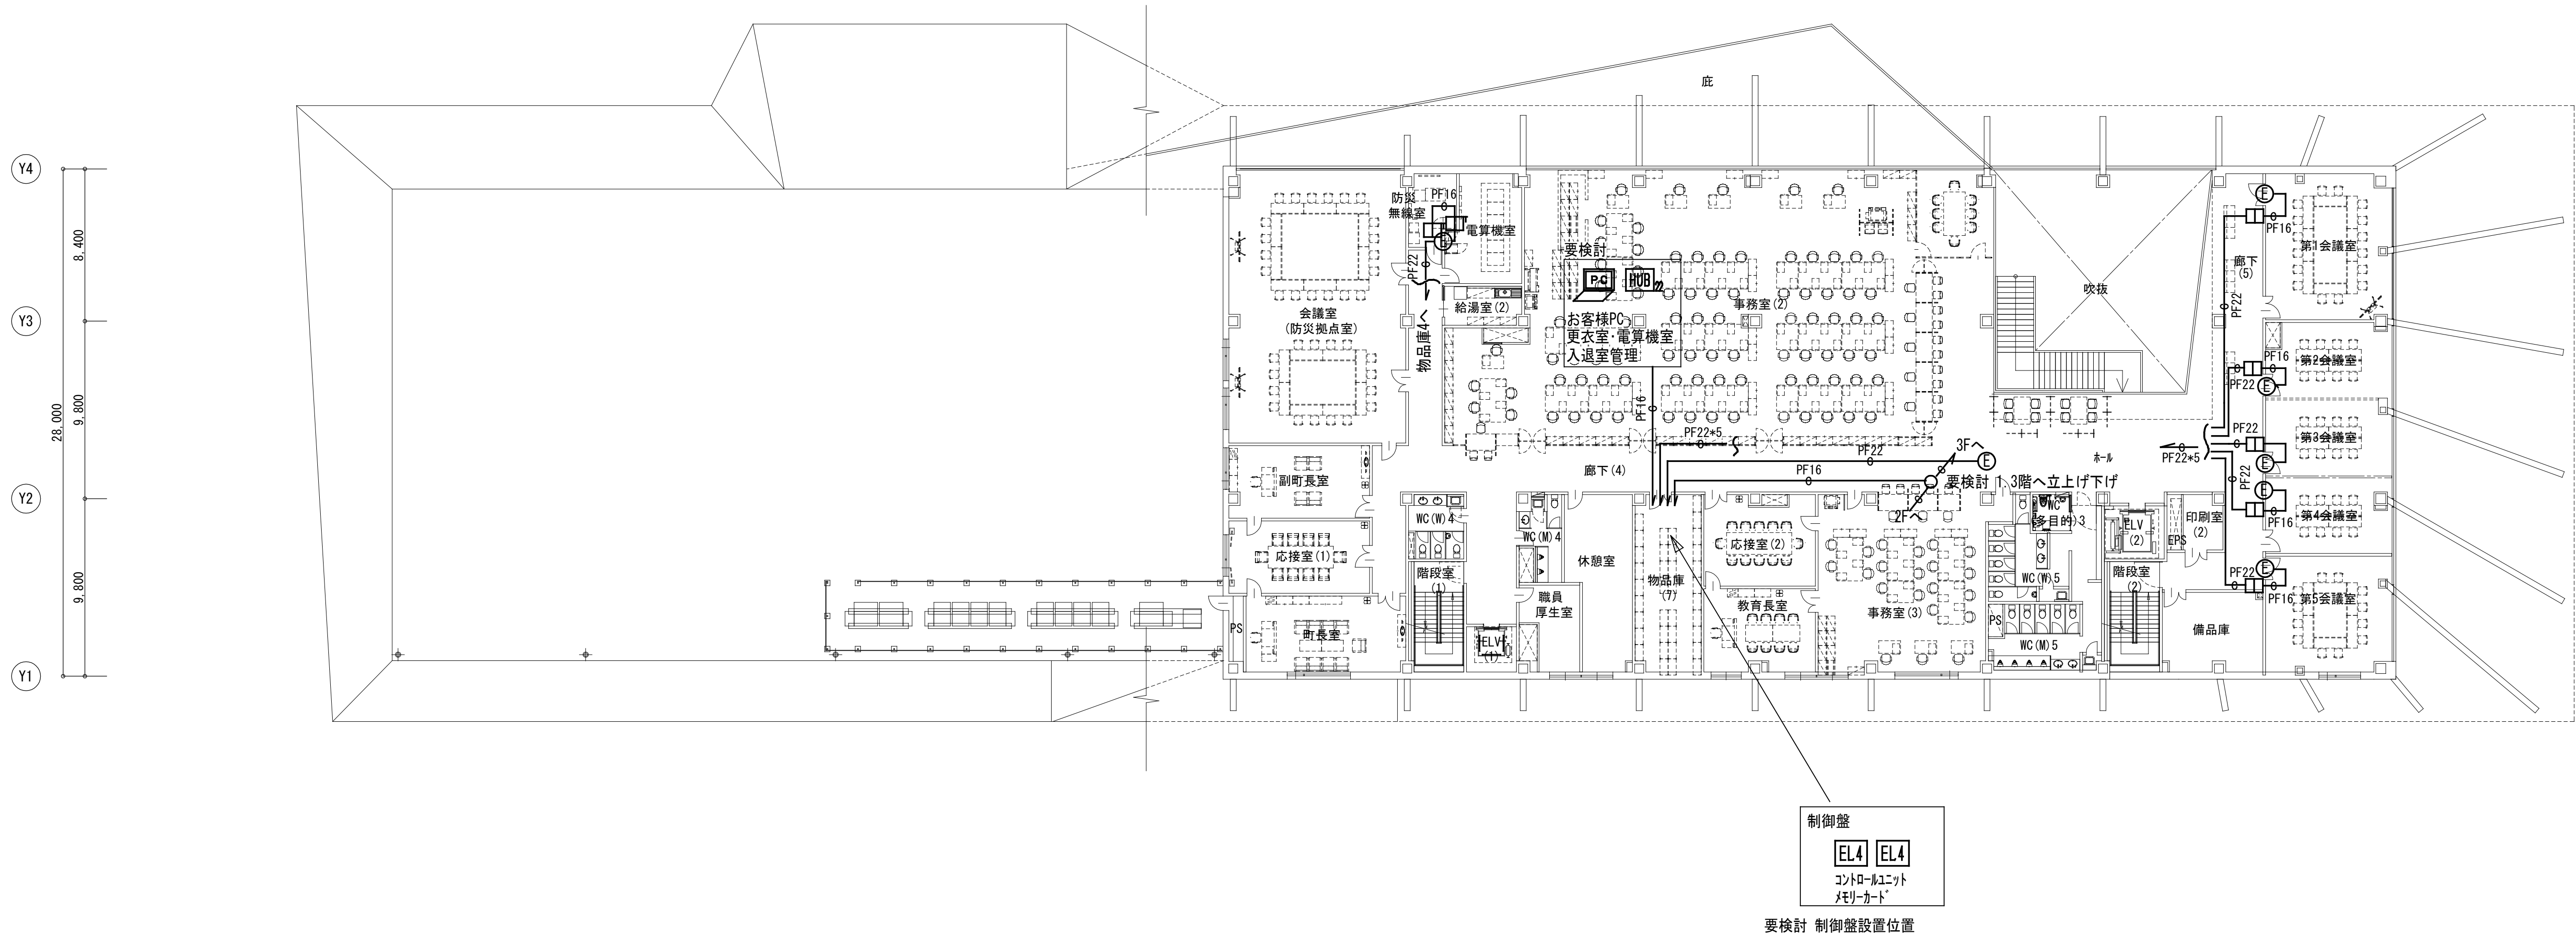 庇
Y4
Y3
Y2
Y1
8,400
9,800
9,800
28,000
防災
無線室
PF16
電算機室
E
PF22
物品庫4へ
給湯室(2)
会議室
(防災拠点室)
要検討
PC
HUB
事務室(2)
お客様PC
更衣室・電算機室
入退室管理
PF16
PF22*5
PF22
PF16
廊下(4)
3Fへ
E
要検討 1,3階へ立上げ下げ
2Fへ
ホール
PF22*5
吹抜
廊下
(5)
PF22
E
PF16
第1会議室
PF16
第2会議室
PF22
E
PF22
第3会議室
E
PF22
E
第4会議室
PF16
PF22
E
PF16
第5会議室
副町長室
応接室(1)
町長室
PS
WC(W)4
階段室
(1)
ELV
(1)
WC(M)4
休憩室
職員
厚生室
物品庫
(7)
応接室(2)
教育長室
事務室(3)
WC
(多目的)3
WC(W)5
PS
WC(M)5
ELV
(2)
EPS
印刷室
(2)
階段室
(2)
備品庫
制御盤
EL4 EL4
コントロールユニット
メモリーカード
要検討 制御盤設置位置